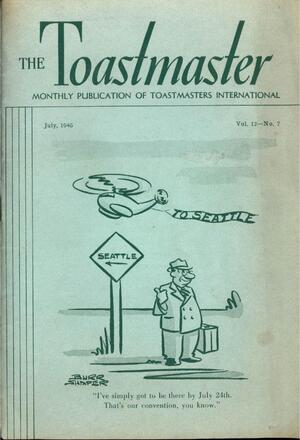 THE Toastmaster
MONTHLY PUBLICATION OF TOASTMASTERS INTERNATIONAL
July, 1946 Vol. 12—No. 7
TO SEATTLE
SEATTLE
BURR
SHAFER
"I've simply got to be there by July 24th.
That's our convention, you know."